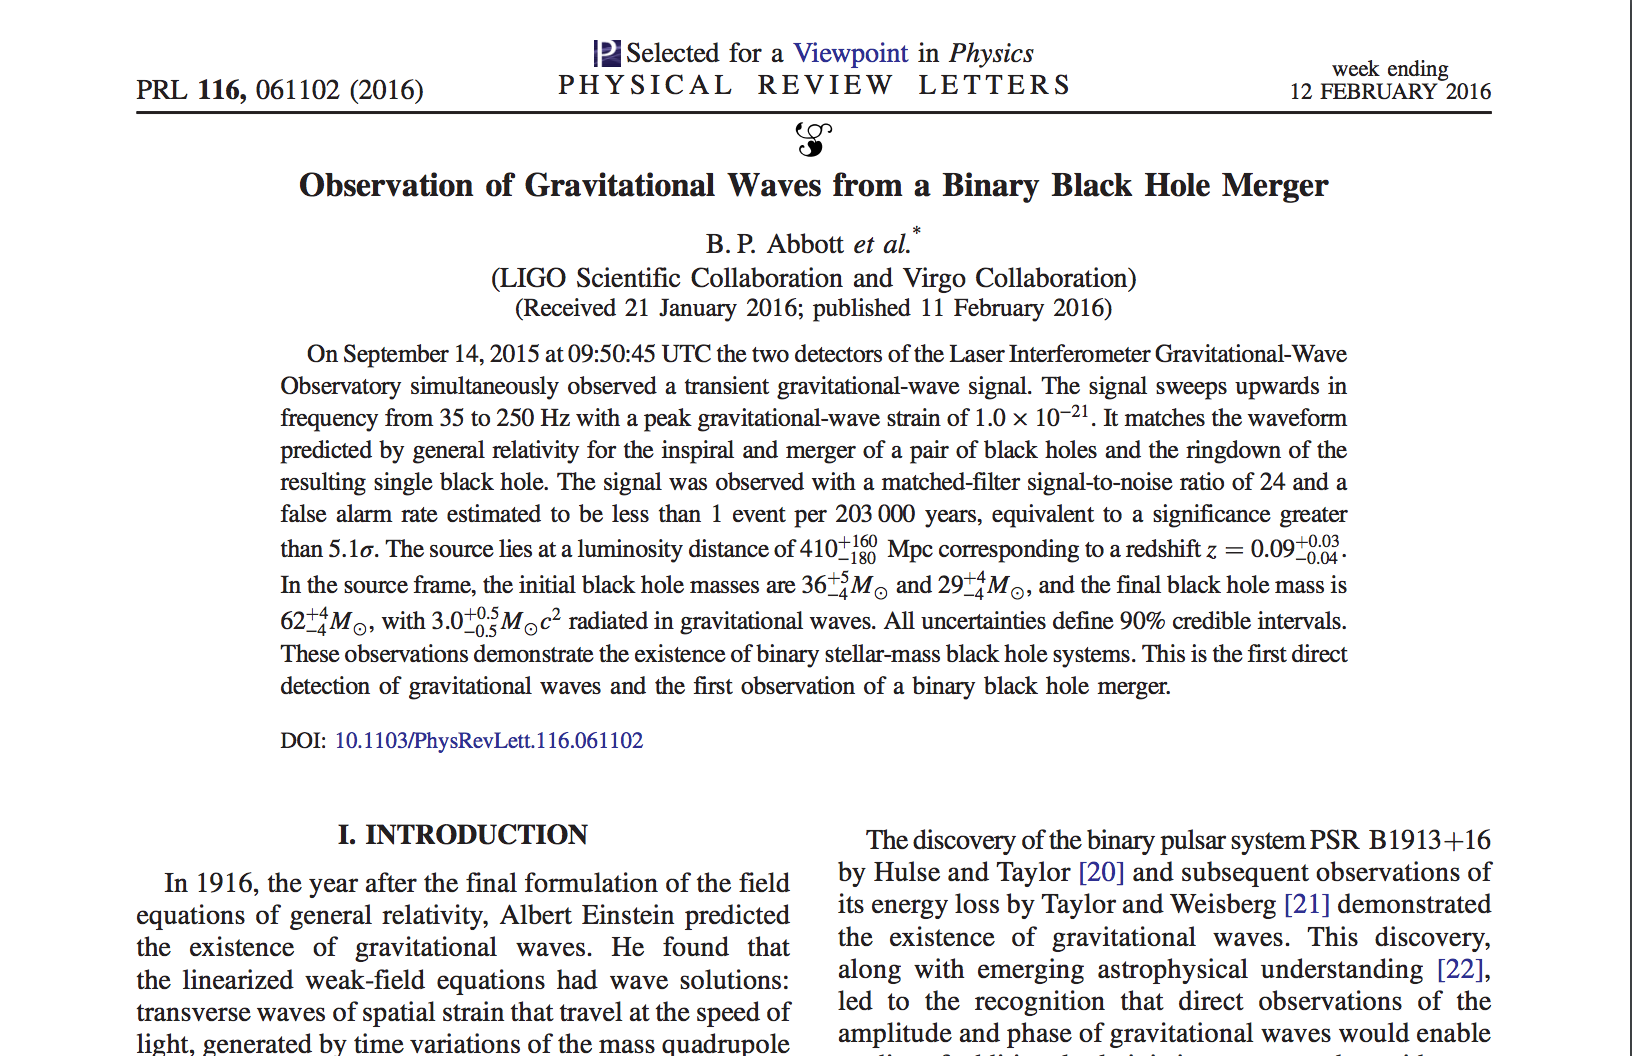 Selected for a Viewpoint in Physics
PRL 116, 061102 (2016)
PHYSICAL REVIEW LETTERS
week ending
12 FEBRUARY 2016
Observation of Gravitational Waves from a Binary Black Hole Merger
B. P. Abbott et al.*
(LIGO Scientific Collaboration and Virgo Collaboration)
(Received 21 January 2016; published 11 February 2016)
On September 14, 2015 at 09:50:45 UTC the two detectors of the Laser Interferometer Gravitational-Wave
Observatory simultaneously observed a transient gravitational-wave signal. The signal sweeps upwards in
frequency from 35 to 250 Hz with a peak gravitational-wave strain of 1.0 × 10⁻²¹. It matches the waveform
predicted by general relativity for the inspiral and merger of a pair of black holes and the ringdown of the
resulting single black hole. The signal was observed with a matched-filter signal-to-noise ratio of 24 and a
false alarm rate estimated to be less than 1 event per 203 000 years, equivalent to a significance greater
than 5.1σ. The source lies at a luminosity distance of 410+160−180 Mpc corresponding to a redshift z = 0.09+0.03−0.04.
In the source frame, the initial black hole masses are 36+5−4M⊙ and 29+4−4M⊙, and the final black hole mass is
62+4−4M⊙, with 3.0+0.5−0.5M⊙c² radiated in gravitational waves. All uncertainties define 90% credible intervals.
These observations demonstrate the existence of binary stellar-mass black hole systems. This is the first direct
detection of gravitational waves and the first observation of a binary black hole merger.
DOI: 10.1103/PhysRevLett.116.061102
I. INTRODUCTION
In 1916, the year after the final formulation of the field
equations of general relativity, Albert Einstein predicted
the existence of gravitational waves. He found that
the linearized weak-field equations had wave solutions:
transverse waves of spatial strain that travel at the speed of
light, generated by time variations of the mass quadrupole
The discovery of the binary pulsar system PSR B1913+16
by Hulse and Taylor [20] and subsequent observations of
its energy loss by Taylor and Weisberg [21] demonstrated
the existence of gravitational waves. This discovery,
along with emerging astrophysical understanding [22],
led to the recognition that direct observations of the
amplitude and phase of gravitational waves would enable